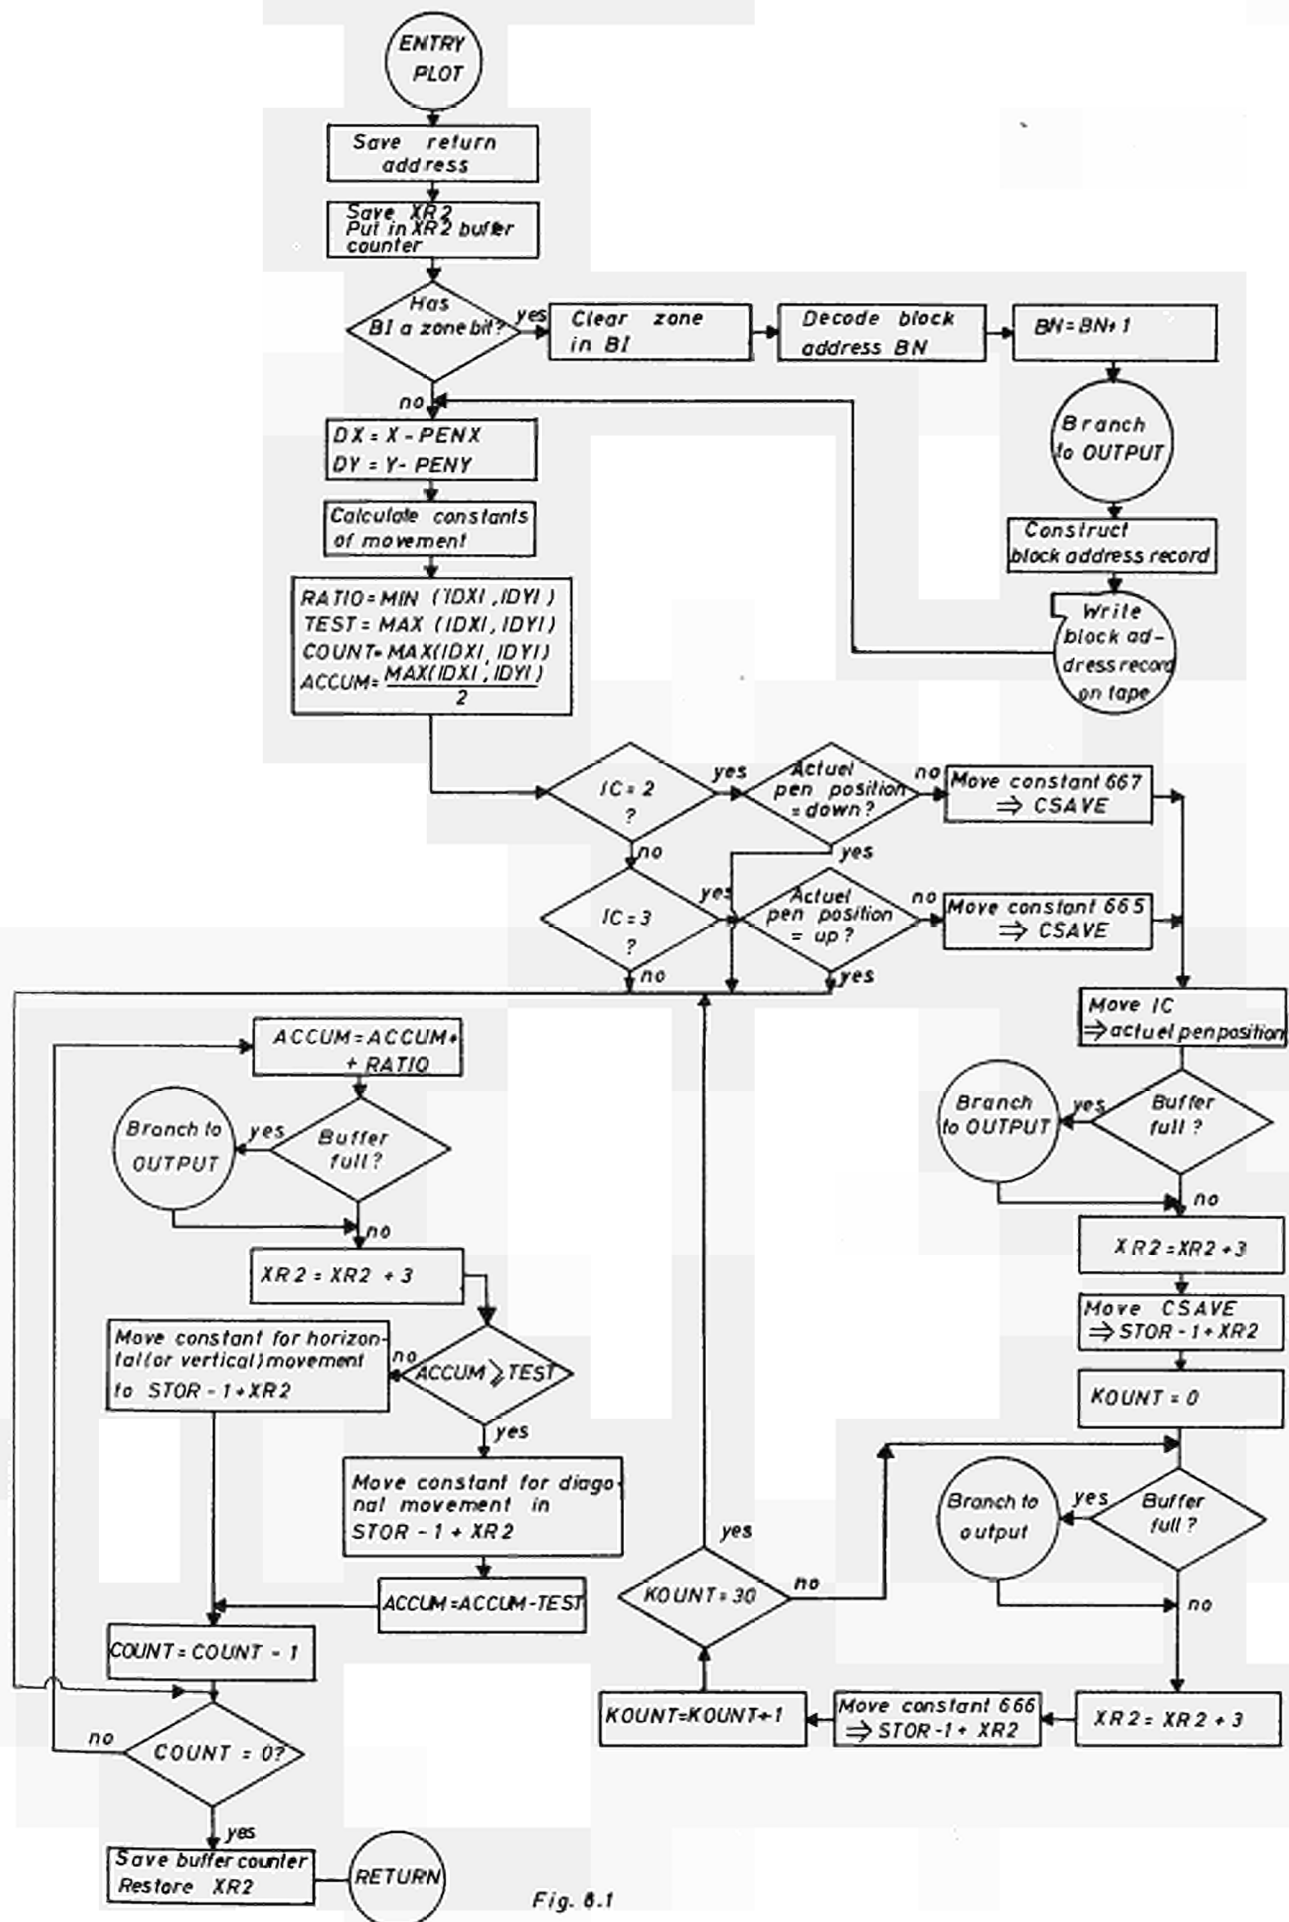 ENTRY
PLOT
Save return
address
Save XR2
Put in XR2 buffer
counter
Has
BI a zone bit?
yes
Clear zone
in BI
Decode block
address BN
BN=BN+1
no
Branch
to OUTPUT
DX = X - PENX
DY = Y- PENY
Calculate constants
of movement
Construct
block address record
RATIO=MIN (IDXI, IDYI)
TEST = MAX (IDXI, IDYI)
COUNT=MAX(IDXI, IDYI)
ACCUM= MAX(IDXI, IDYI)
2
Write
block ad-
dress record
on tape
IC = 2
?
yes
Actuel
pen position
= down?
no
Move constant 667
⇒ CSAVE
no
yes
IC = 3
?
yes
Actuel
pen position
= up?
no
Move constant 665
⇒ CSAVE
no
yes
Move IC
⇒ actuel pen position
ACCUM=ACCUM+
+ RATIO
Branch to
OUTPUT
yes
Buffer
full?
no
Branch
to OUTPUT
yes
Buffer
full ?
no
XR2 = XR2 + 3
XR2=XR2+3
Move CSAVE
⇒ STOR-1+XR2
Move constant for horizon-
tal(or vertical)movement
to STOR - 1+XR2
no
ACCUM ⩾ TEST
yes
KOUNT = 0
Move constant for diago-
nal movement in
STOR - 1 + XR2
Branch to
output
yes
Buffer
full ?
no
yes
KOUNT=30
no
ACCUM=ACCUM-TEST
COUNT=COUNT - 1
KOUNT=KOUNT+1
Move constant 666
⇒ STOR-1+ XR2
XR2 = XR2 + 3
no
COUNT = 0?
yes
Save buffer counter
Restore XR2
RETURN
Fig. 6.1